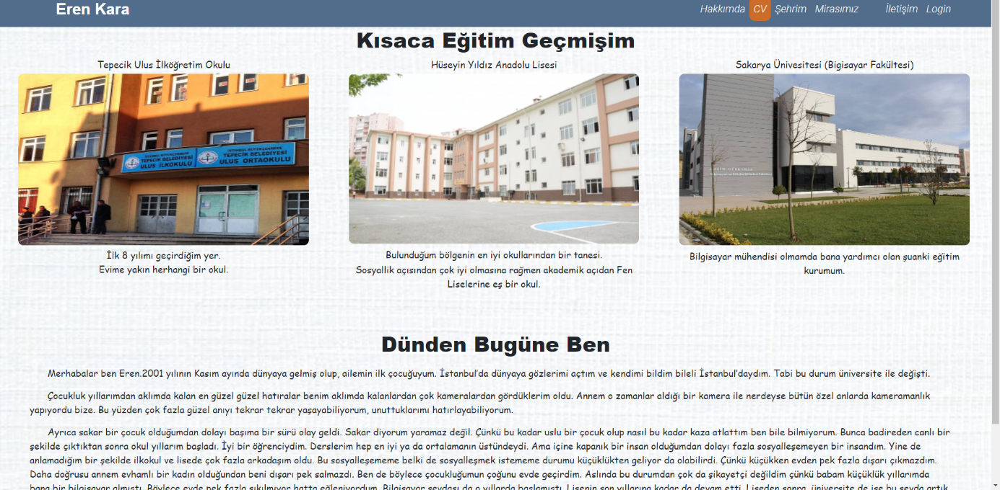 Eren Kara
Hakkımda CV Şehrim Mirasımız İletişim Login
Kısaca Eğitim Geçmişim
Tepecik Ulus İlköğretim Okulu
İSTANBUL BÜYÜKÇEKMECE
TEPECİK BELEDİYESİ
ULUS İLKOKULU
İSTANBUL BÜYÜKÇEKMECE
TEPECİK BELEDİYESİ
ULUS ORTAOKULU
İlk 8 yılımı geçirdiğim yer.
Evime yakın herhangi bir okul.
Hüseyin Yıldız Anadolu Lisesi
Bulunduğum bölgenin en iyi okullarından bir tanesi.
Sosyallik açısından çok iyi olmasına rağmen akademik açıdan Fen
Liselerine eş bir okul.
Sakarya Ünivesitesi (Bigisayar Fakültesi)
Bilgisayar mühendisi olmamda bana yardımcı olan şuanki eğitim
kurumum.
Dünden Bugüne Ben
Merhabalar ben Eren.2001 yılının Kasım ayında dünyaya gelmiş olup, ailemin ilk çocuğuyum. İstanbul'da dünyaya gözlerimi açtım ve kendimi bildim bileli İstanbul'daydım. Tabi bu durum üniversite ile değişti.
Çocukluk yıllarımdan aklımda kalan en güzel güzel hatıralar benim aklımda kalanlardan çok kameralardan gördüklerim oldu. Annem o zamanlar aldığı bir kamera ile nerdeyse bütün özel anlarda kameramanlık
yapıyordu bize. Bu yüzden çok fazla güzel anıyı tekrar tekrar yaşayabiliyorum, unuttuklarımı hatırlayabiliyorum.
Ayrıca sakar bir çocuk olduğumdan dolayı başıma bir sürü olay geldi. Sakar diyorum yaramaz değil. Çünkü bu kadar uslu bir çocuk olup nasıl bu kadar kaza atlattım ben bile bilmiyorum. Bunca badireden canlı bir
şekilde çıktıktan sonra okul yıllarım başladı. İyi bir öğrenciydim. Derslerim hep en iyi ya da ortalamanın üstündeydi. Ama içine kapanık bir insan olduğumdan dolayı fazla sosyalleşemeyen bir insandım. Yine de
anlamadığım bir şekilde ilkokul ve lisede çok fazla arkadaşım oldu. Bu sosyalleşememe belki de sosyalleşmek istememe durumu küçüklükten geliyor da olabilirdi. Çünkü küçükken evden pek fazla dışarı çıkmazdım.
Daha doğrusu annem evhamlı bir kadın olduğundan beni dışarı pek salmazdı. Ben de böylece çocukluğumun çoğunu evde geçirdim. Aslında bu durumdan çok da şikayetçi değildim çünkü babam küçüklük yıllarımda
bana bir bilgisayar almıştı. Böylece evde pek fazla sıkılmıyor hatta eğleniyordum. Bilgisayar sevdası da o yıllarda başlamıştı. Lisenin son yıllarına kadar da devam etti. Liseden sonra, üniversite de ise bu sevda artık